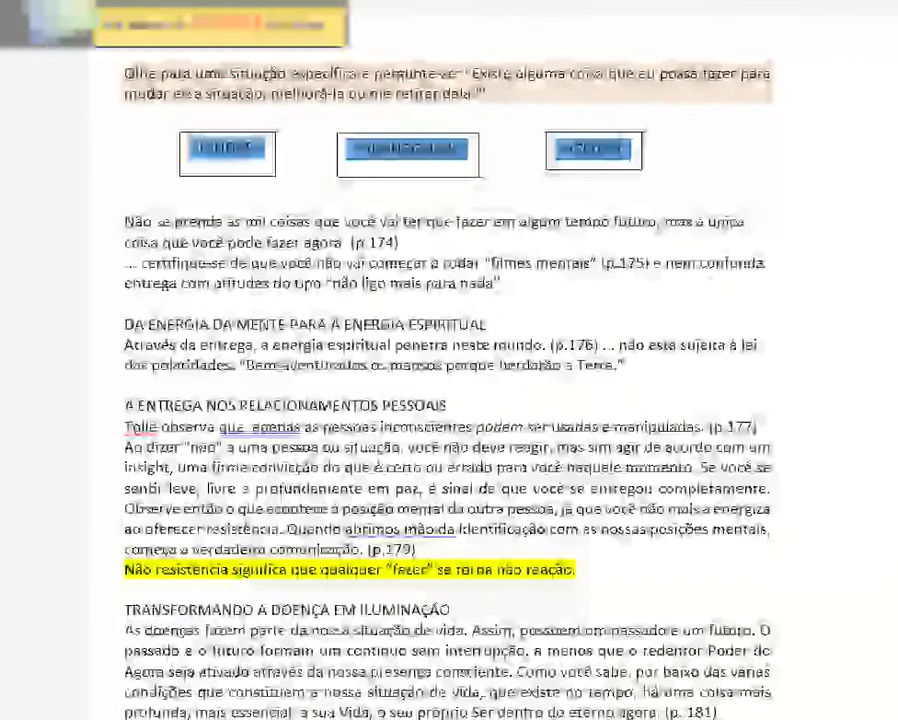 Olhe para uma situação específica e pergunte-se: "Existe alguma coisa que eu possa fazer para
mudar essa situação, melhorá-la ou me retirar dela?"
Não se prenda às mil coisas que você vai ter que fazer em algum tempo futuro, mas à única
coisa que você pode fazer agora (p.174)
... certifique-se de que você não vai começar a rodar "filmes mentais" (p.175) e nem confunda
entrega com atitudes do tipo "não ligo mais para nada"
DA ENERGIA DA MENTE PARA A ENERGIA ESPIRITUAL
Através da entrega, a energia espiritual penetra neste mundo. (p.176) ... não está sujeita à lei
das polaridades. "Bem-aventurados os mansos porque herdarão a Terra."
A ENTREGA NOS RELACIONAMENTOS PESSOAIS
Tolle observa que apenas as pessoas inconscientes podem ser usadas e manipuladas. (p.177)
Ao dizer "não" a uma pessoa ou situação, você não deve reagir, mas sim agir de acordo com um
insight, uma firme convicção do que é certo ou errado para você naquele momento. Se você se
sentir leve, livre e profundamente em paz, é sinal de que você se entregou completamente.
Observe então o que acontece à posição mental da outra pessoa, já que você não mais a energiza
ao oferecer resistência. Quando abrimos mão da identificação com as nossas posições mentais,
começa a verdadeira comunicação. (p.179)
Não resistência significa que qualquer "fazer" se torna não reação.
TRANSFORMANDO A DOENÇA EM ILUMINAÇÃO
As doenças fazem parte da nossa situação de vida. Assim, possuem um passado e um futuro. O
passado e o futuro formam um contínuo sem interrupção, a menos que o redentor Poder do
Agora seja ativado através da nossa presença consciente. Como você sabe, por baixo das várias
condições que constituem a nossa situação de vida, que existe no tempo, há uma coisa mais
profunda, mais essencial: a sua Vida, o seu próprio Ser dentro do eterno agora. (p. 181)